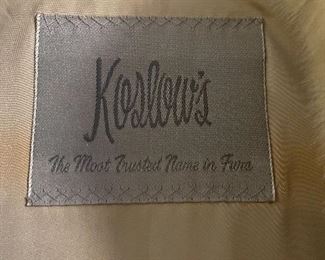 Koslow's
The Most Trusted Name in Furs